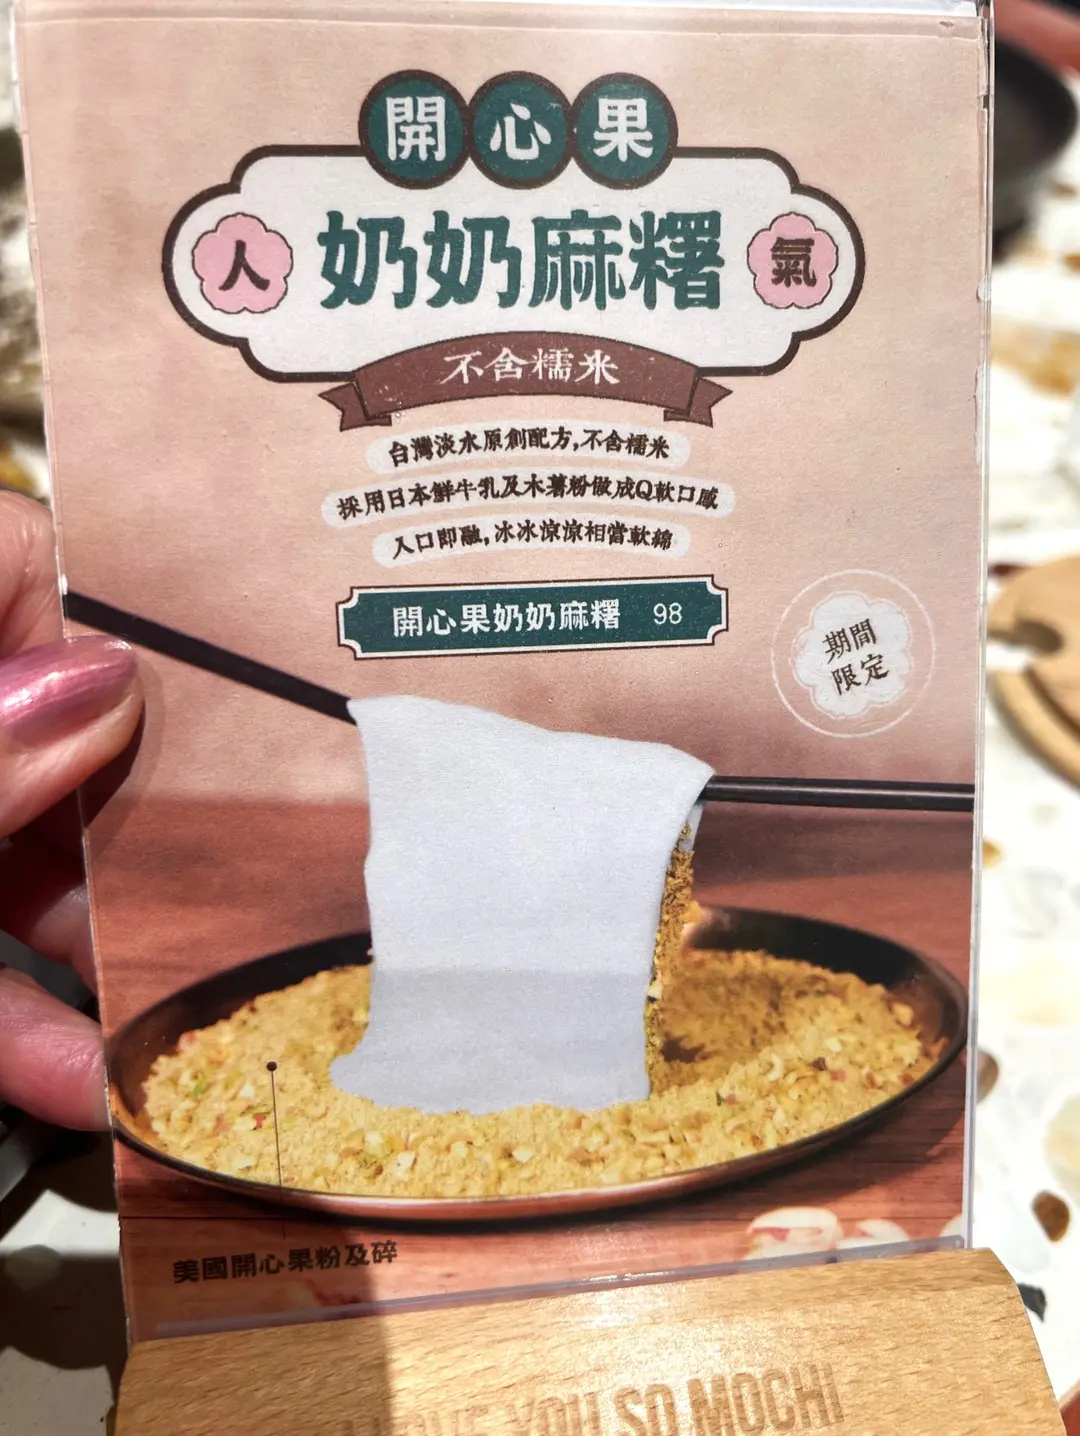 開心果
人 奶奶麻糬 氣
不含糯米
台灣淡水原創配方,不含糯米
採用日本鮮牛乳及木薯粉做成Q軟口感
入口即融,冰冰涼涼相當軟綿
開心果奶奶麻糬 98
期間
限定
美國開心果粉及碎
LOVE YOU SO MOCHI